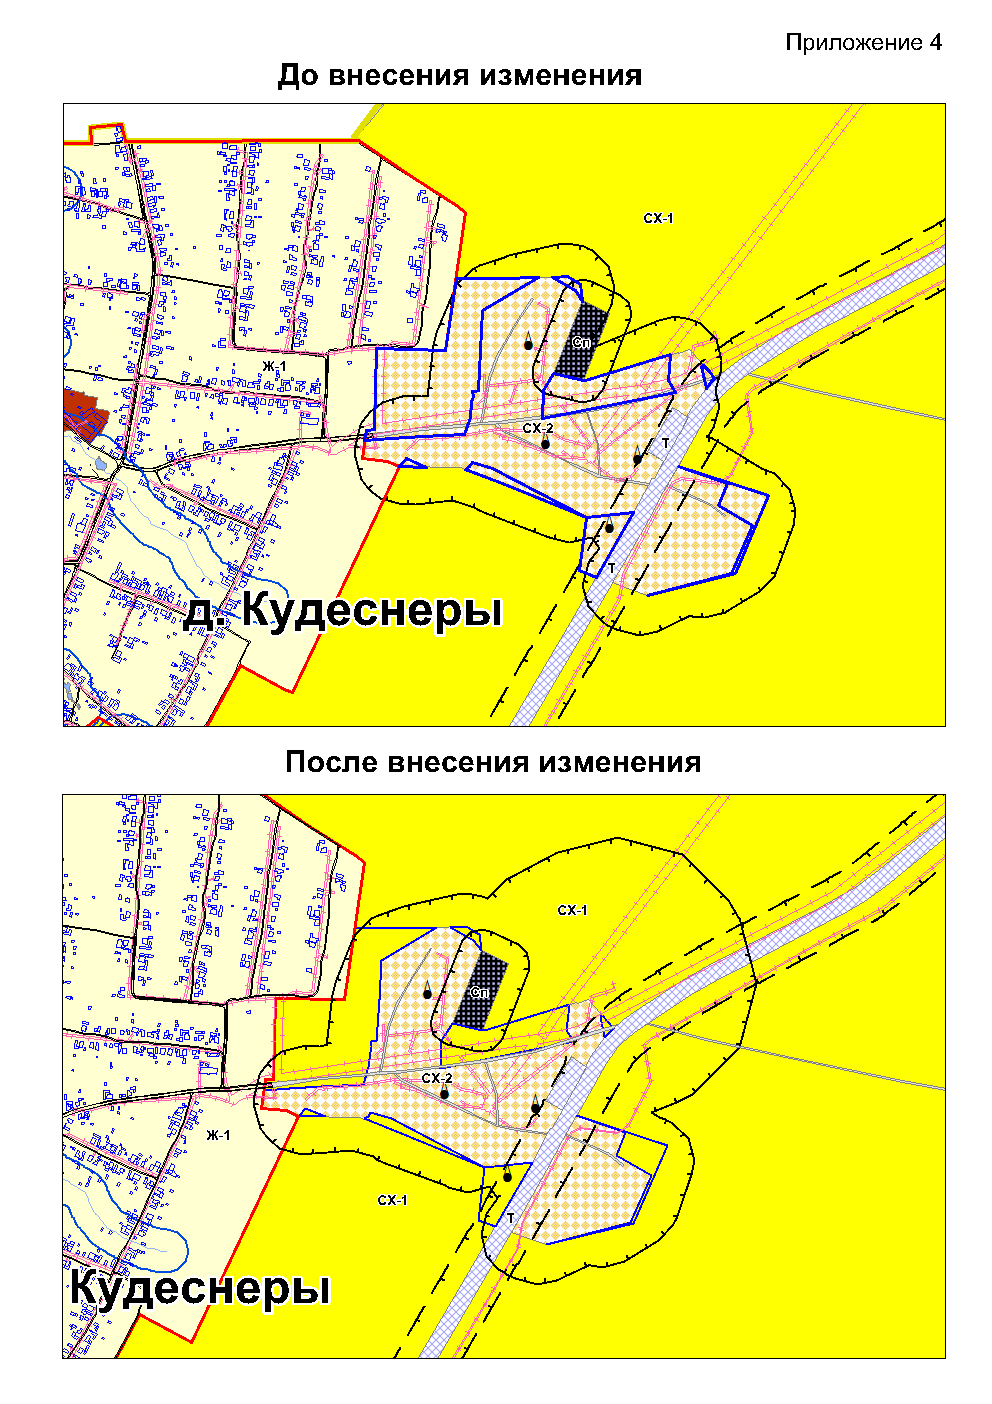 Приложение 4
До внесения изменения
СХ-1
Сп
Ж-1
СХ-2
Т
Т
д. Кудеснеры
После внесения изменения
СХ-1
Сп
СХ-2
Ж-1
СХ-1
Т
Кудеснеры